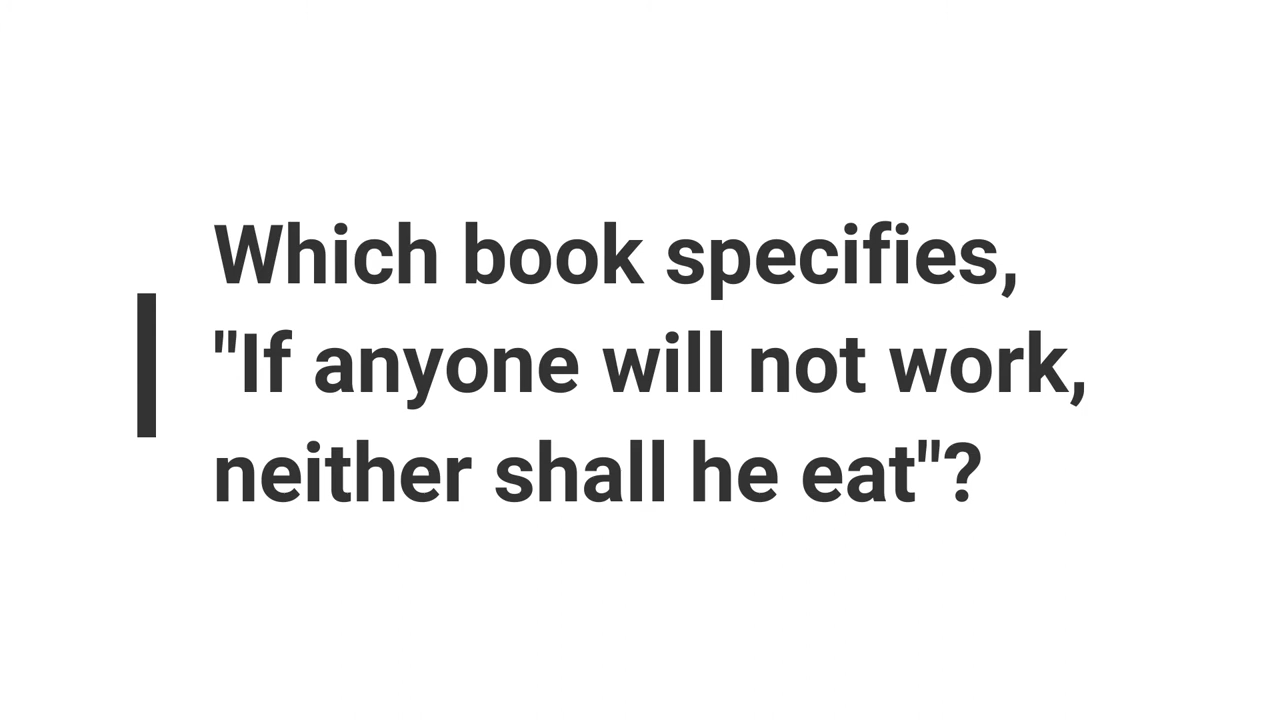 Which book specifies,
"If anyone will not work,
neither shall he eat"?